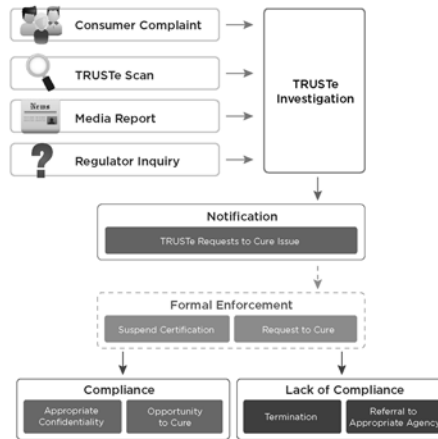 Consumer Complaint
TRUSTe Scan
News
Media Report
Regulator Inquiry
TRUSTe
Investigation
Notification
TRUSTe Requests to Cure Issue
Formal Enforcement
Suspend Certification
Request to Cure
Compliance
Appropriate
Confidentiality
Opportunity
to Cure
Lack of Compliance
Termination
Referral to
Appropriate Agency